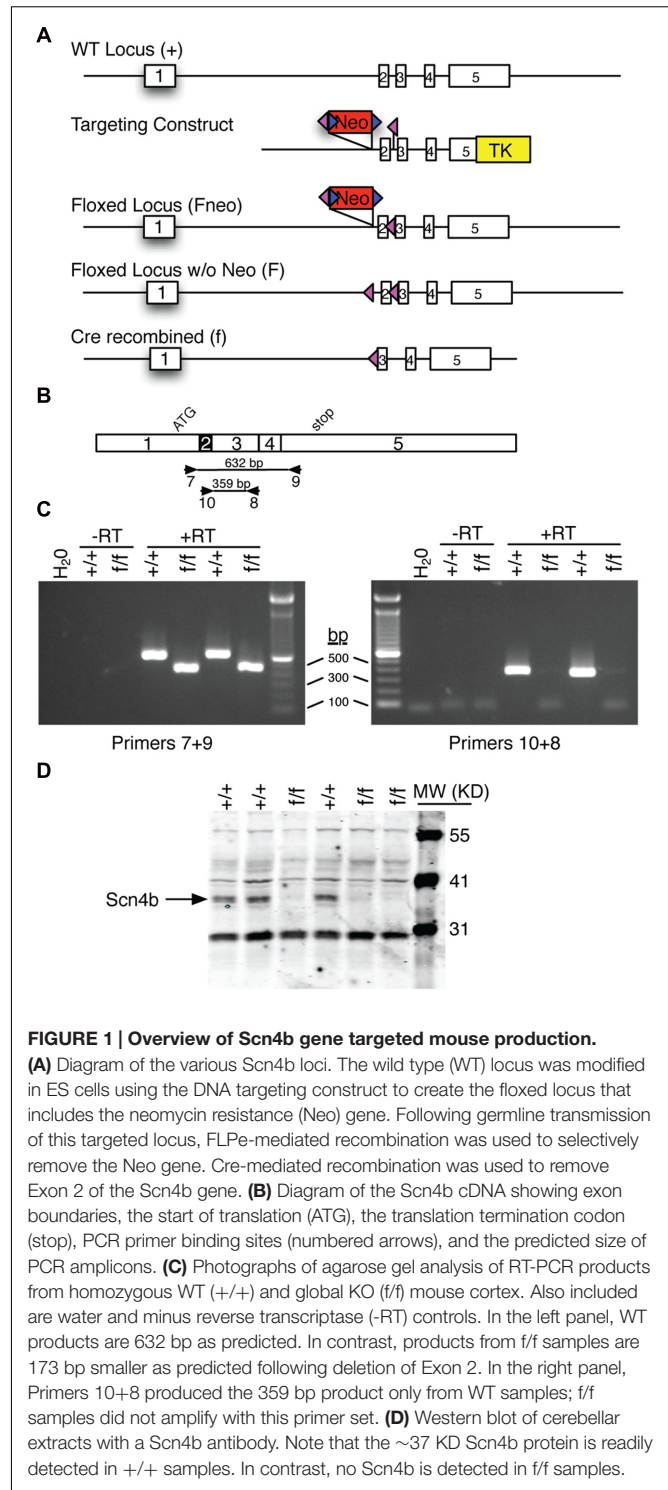 A
WT Locus (+)
1 2 3 4 5
Targeting Construct
Neo
2 3 4 5 TK
Floxed Locus (Fneo)
Neo
1 2 3 4 5
Floxed Locus w/o Neo (F)
1 2 3 4 5
Cre recombined (f)
1 3 4 5
B
ATG stop
1 2 3 4 5
632 bp
7 9
359 bp
10 8
C
-RT +RT -RT +RT
H20 +/+ f/f +/+ f/f +/+ f/f H20 +/+ f/f +/+ f/f +/+ f/f
bp
500
300
100
Primers 7+9 Primers 10+8
D
+/+ +/+ f/f +/+ f/f f/f MW (KD)
55
41
Scn4b
31
FIGURE 1 | Overview of Scn4b gene targeted mouse production.
(A) Diagram of the various Scn4b loci. The wild type (WT) locus was modified
in ES cells using the DNA targeting construct to create the floxed locus that
includes the neomycin resistance (Neo) gene. Following germline transmission
of this targeted locus, FLPe-mediated recombination was used to selectively
remove the Neo gene. Cre-mediated recombination was used to remove
Exon 2 of the Scn4b gene. (B) Diagram of the Scn4b cDNA showing exon
boundaries, the start of translation (ATG), the translation termination codon
(stop), PCR primer binding sites (numbered arrows), and the predicted size of
PCR amplicons. (C) Photographs of agarose gel analysis of RT-PCR products
from homozygous WT (+/+) and global KO (f/f) mouse cortex. Also included
are water and minus reverse transcriptase (-RT) controls. In the left panel, WT
products are 632 bp as predicted. In contrast, products from f/f samples are
173 bp smaller as predicted following deletion of Exon 2. In the right panel,
Primers 10+8 produced the 359 bp product only from WT samples; f/f
samples did not amplify with this primer set. (D) Western blot of cerebellar
extracts with a Scn4b antibody. Note that the ~37 KD Scn4b protein is readily
detected in +/+ samples. In contrast, no Scn4b is detected in f/f samples.